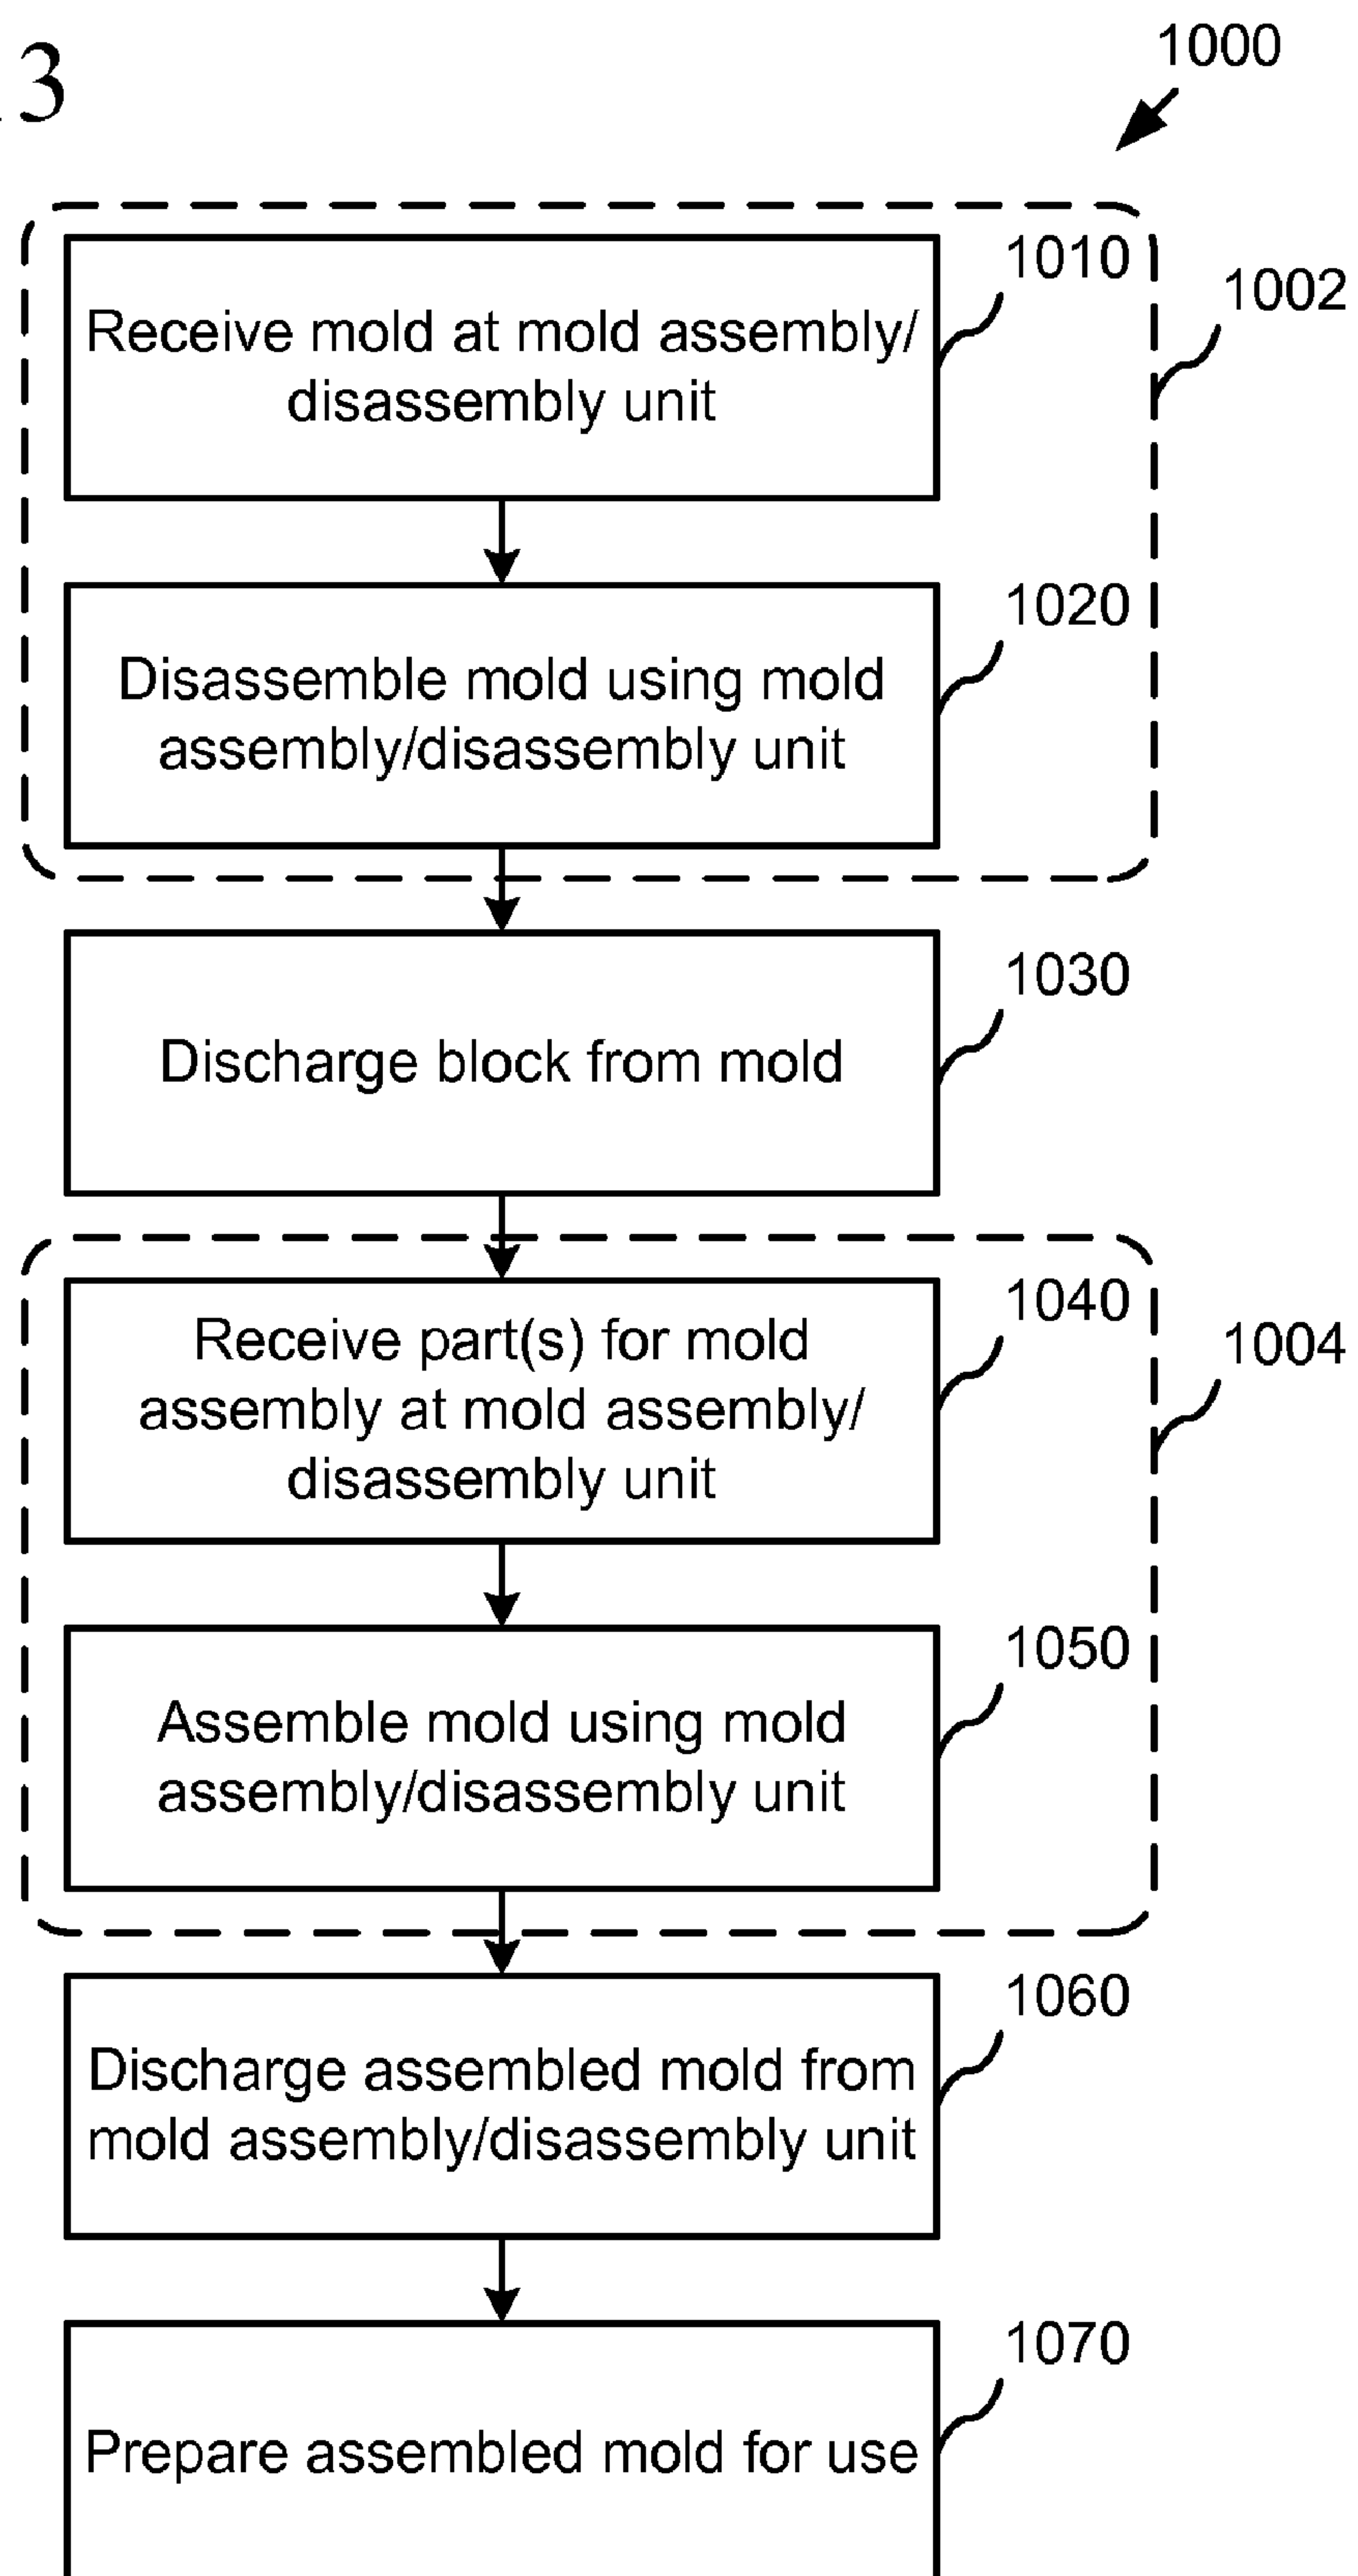 3
1000
1010
1002
Receive mold at mold assembly/
disassembly unit
1020
Disassemble mold using mold
assembly/disassembly unit
1030
Discharge block from mold
1040
1004
Receive part(s) for mold
assembly at mold assembly/
disassembly unit
1050
Assemble mold using mold
assembly/disassembly unit
1060
Discharge assembled mold from
mold assembly/disassembly unit
1070
Prepare assembled mold for use